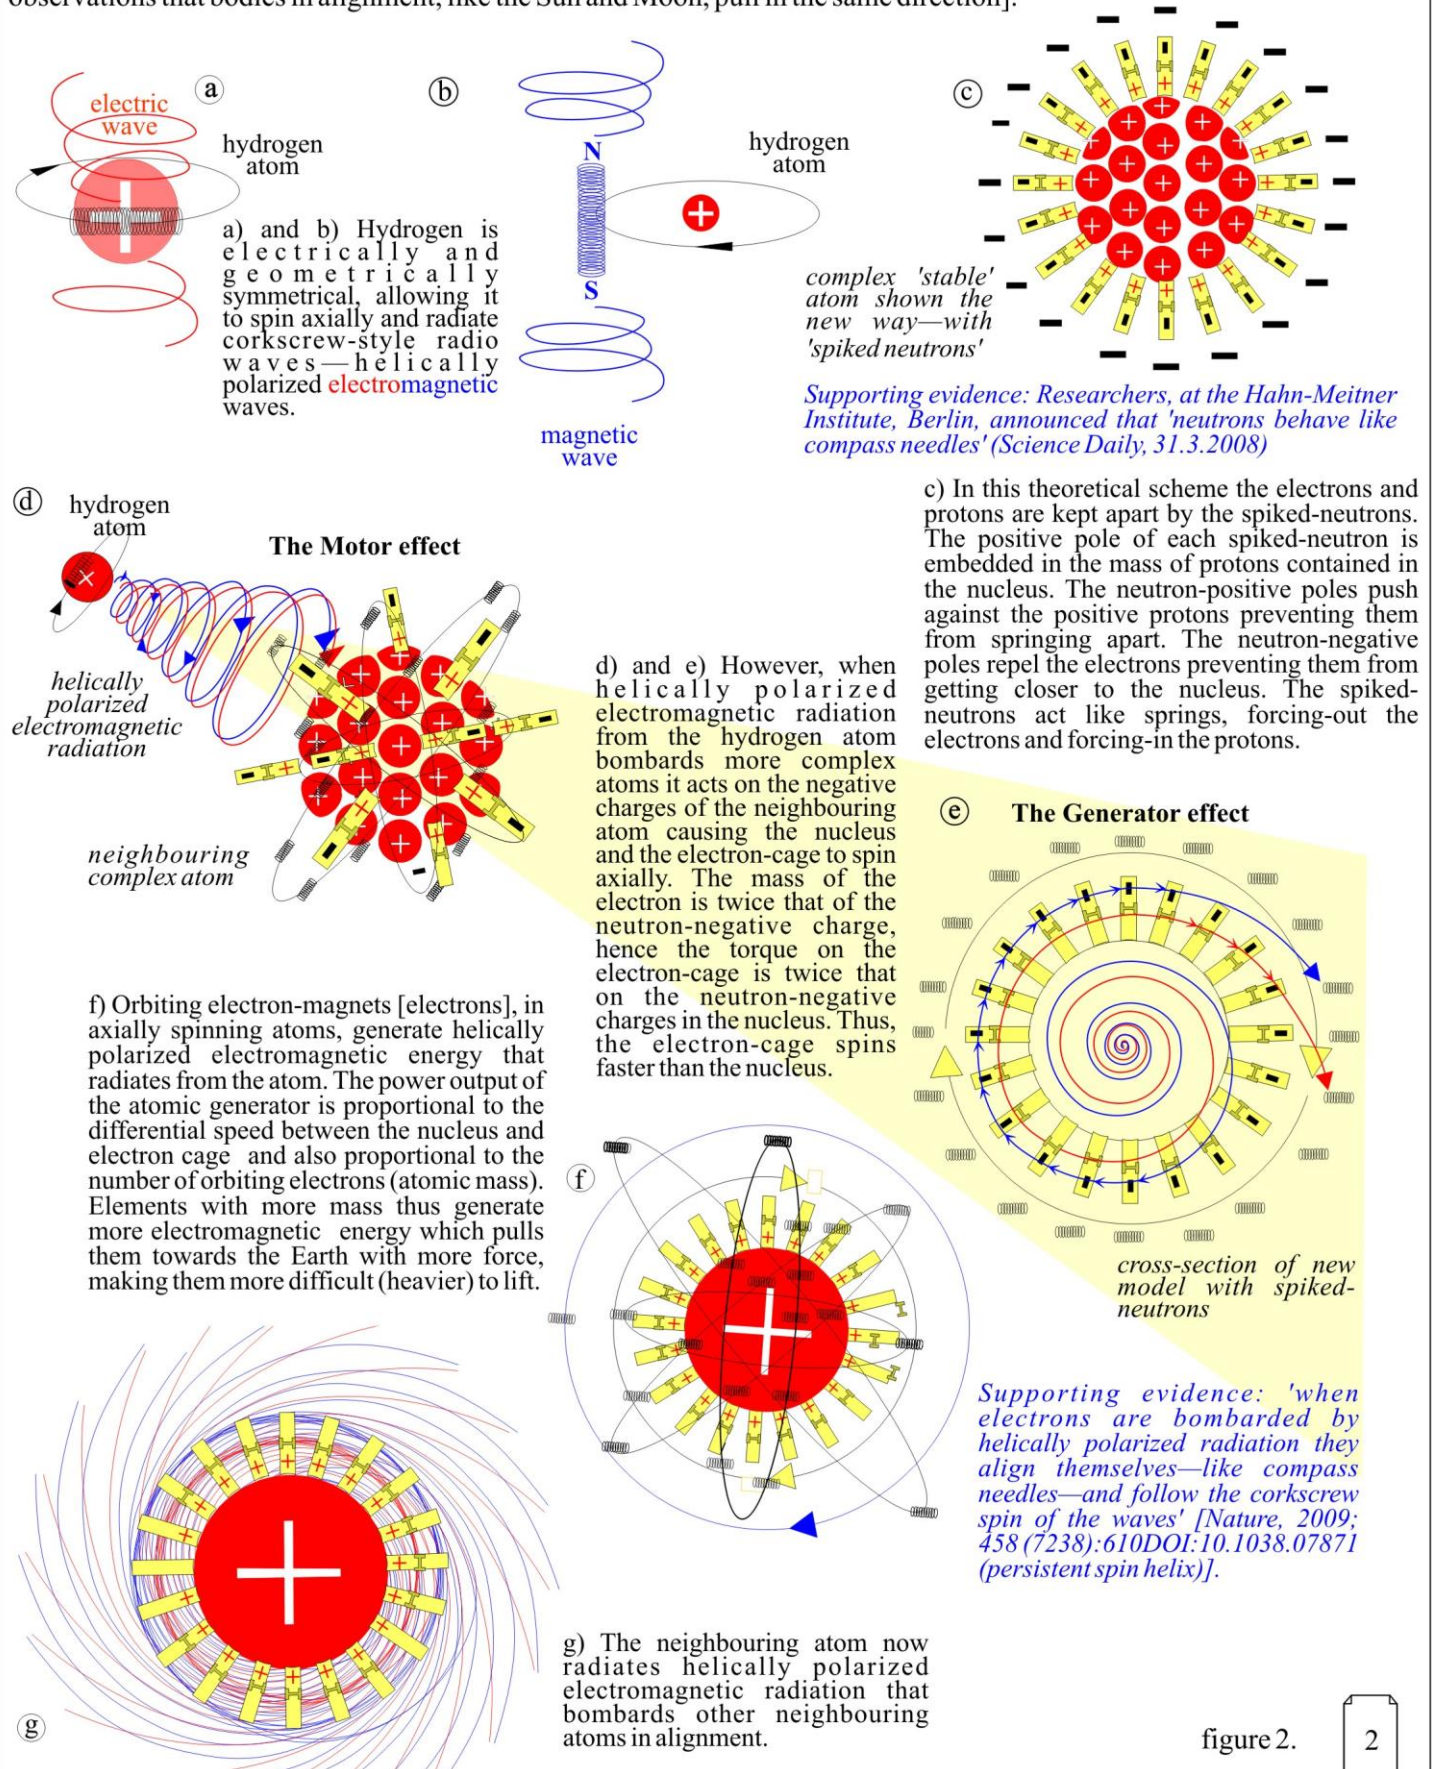 observations that bodies in alignment, like the Sun and Moon, pull in the same direction].
a
electric
wave
hydrogen
atom
a) and b) Hydrogen is
electrically and
geometrically
symmetrical, allowing it
to spin axially and radiate
corkscrew-style radio
waves—helically
polarized electromagnetic
waves.
b
N
S
hydrogen
atom
magnetic
wave
c
complex 'stable'
atom shown the
new way—with
'spiked neutrons'
Supporting evidence: Researchers, at the Hahn-Meitner
Institute, Berlin, announced that 'neutrons behave like
compass needles' (Science Daily, 31.3.2008)
c) In this theoretical scheme the electrons and
protons are kept apart by the spiked-neutrons.
The positive pole of each spiked-neutron is
embedded in the mass of protons contained in
the nucleus. The neutron-positive poles push
against the positive protons preventing them
from springing apart. The neutron-negative
poles repel the electrons preventing them from
getting closer to the nucleus. The spiked-
neutrons act like springs, forcing-out the
electrons and forcing-in the protons.
d
hydrogen
atom
The Motor effect
helically
polarized
electromagnetic
radiation
neighbouring
complex atom
d) and e) However, when
helically polarized
electromagnetic radiation
from the hydrogen atom
bombards more complex
atoms it acts on the negative
charges of the neighbouring
atom causing the nucleus
and the electron-cage to spin
axially. The mass of the
electron is twice that of the
neutron-negative charge,
hence the torque on the
electron-cage is twice that
on the neutron-negative
charges in the nucleus. Thus,
the electron-cage spins
faster than the nucleus.
e
The Generator effect
cross-section of new
model with spiked-
neutrons
f) Orbiting electron-magnets [electrons], in
axially spinning atoms, generate helically
polarized electromagnetic energy that
radiates from the atom. The power output of
the atomic generator is proportional to the
differential speed between the nucleus and
electron cage and also proportional to the
number of orbiting electrons (atomic mass).
Elements with more mass thus generate
more electromagnetic energy which pulls
them towards the Earth with more force,
making them more difficult (heavier) to lift.
f
Supporting evidence: 'when
electrons are bombarded by
helically polarized radiation they
align themselves—like compass
needles—and follow the corkscrew
spin of the waves' [Nature, 2009;
458 (7238):610DOI:10.1038.07871
(persistent spin helix)].
g
g) The neighbouring atom now
radiates helically polarized
electromagnetic radiation that
bombards other neighbouring
atoms in alignment.
figure 2.
2